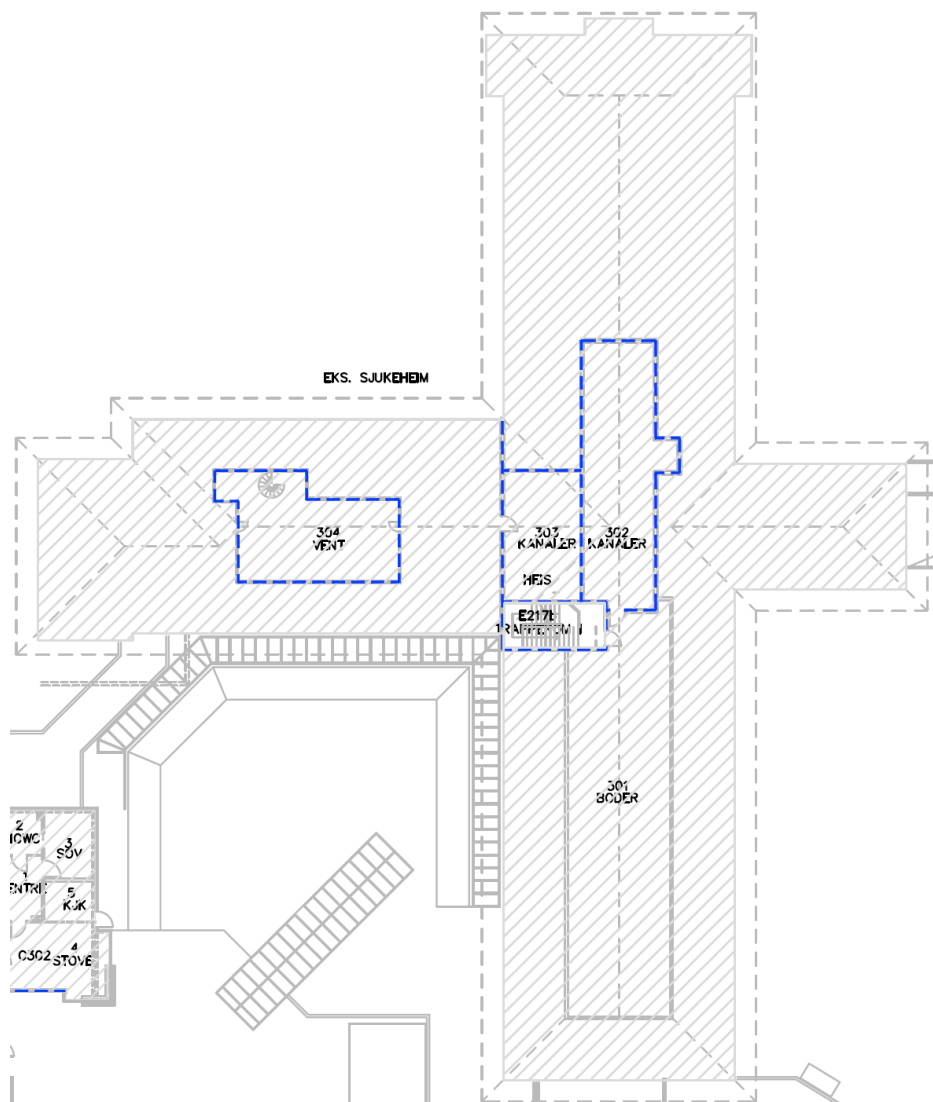 EKS. SJUKEHEIM
304
VENT
303
KANALER
302
KANALER
HEIS
E217b
301
BODER
2
3
SOV
1
ENTRE
5
KJK
C302
4
STOVE